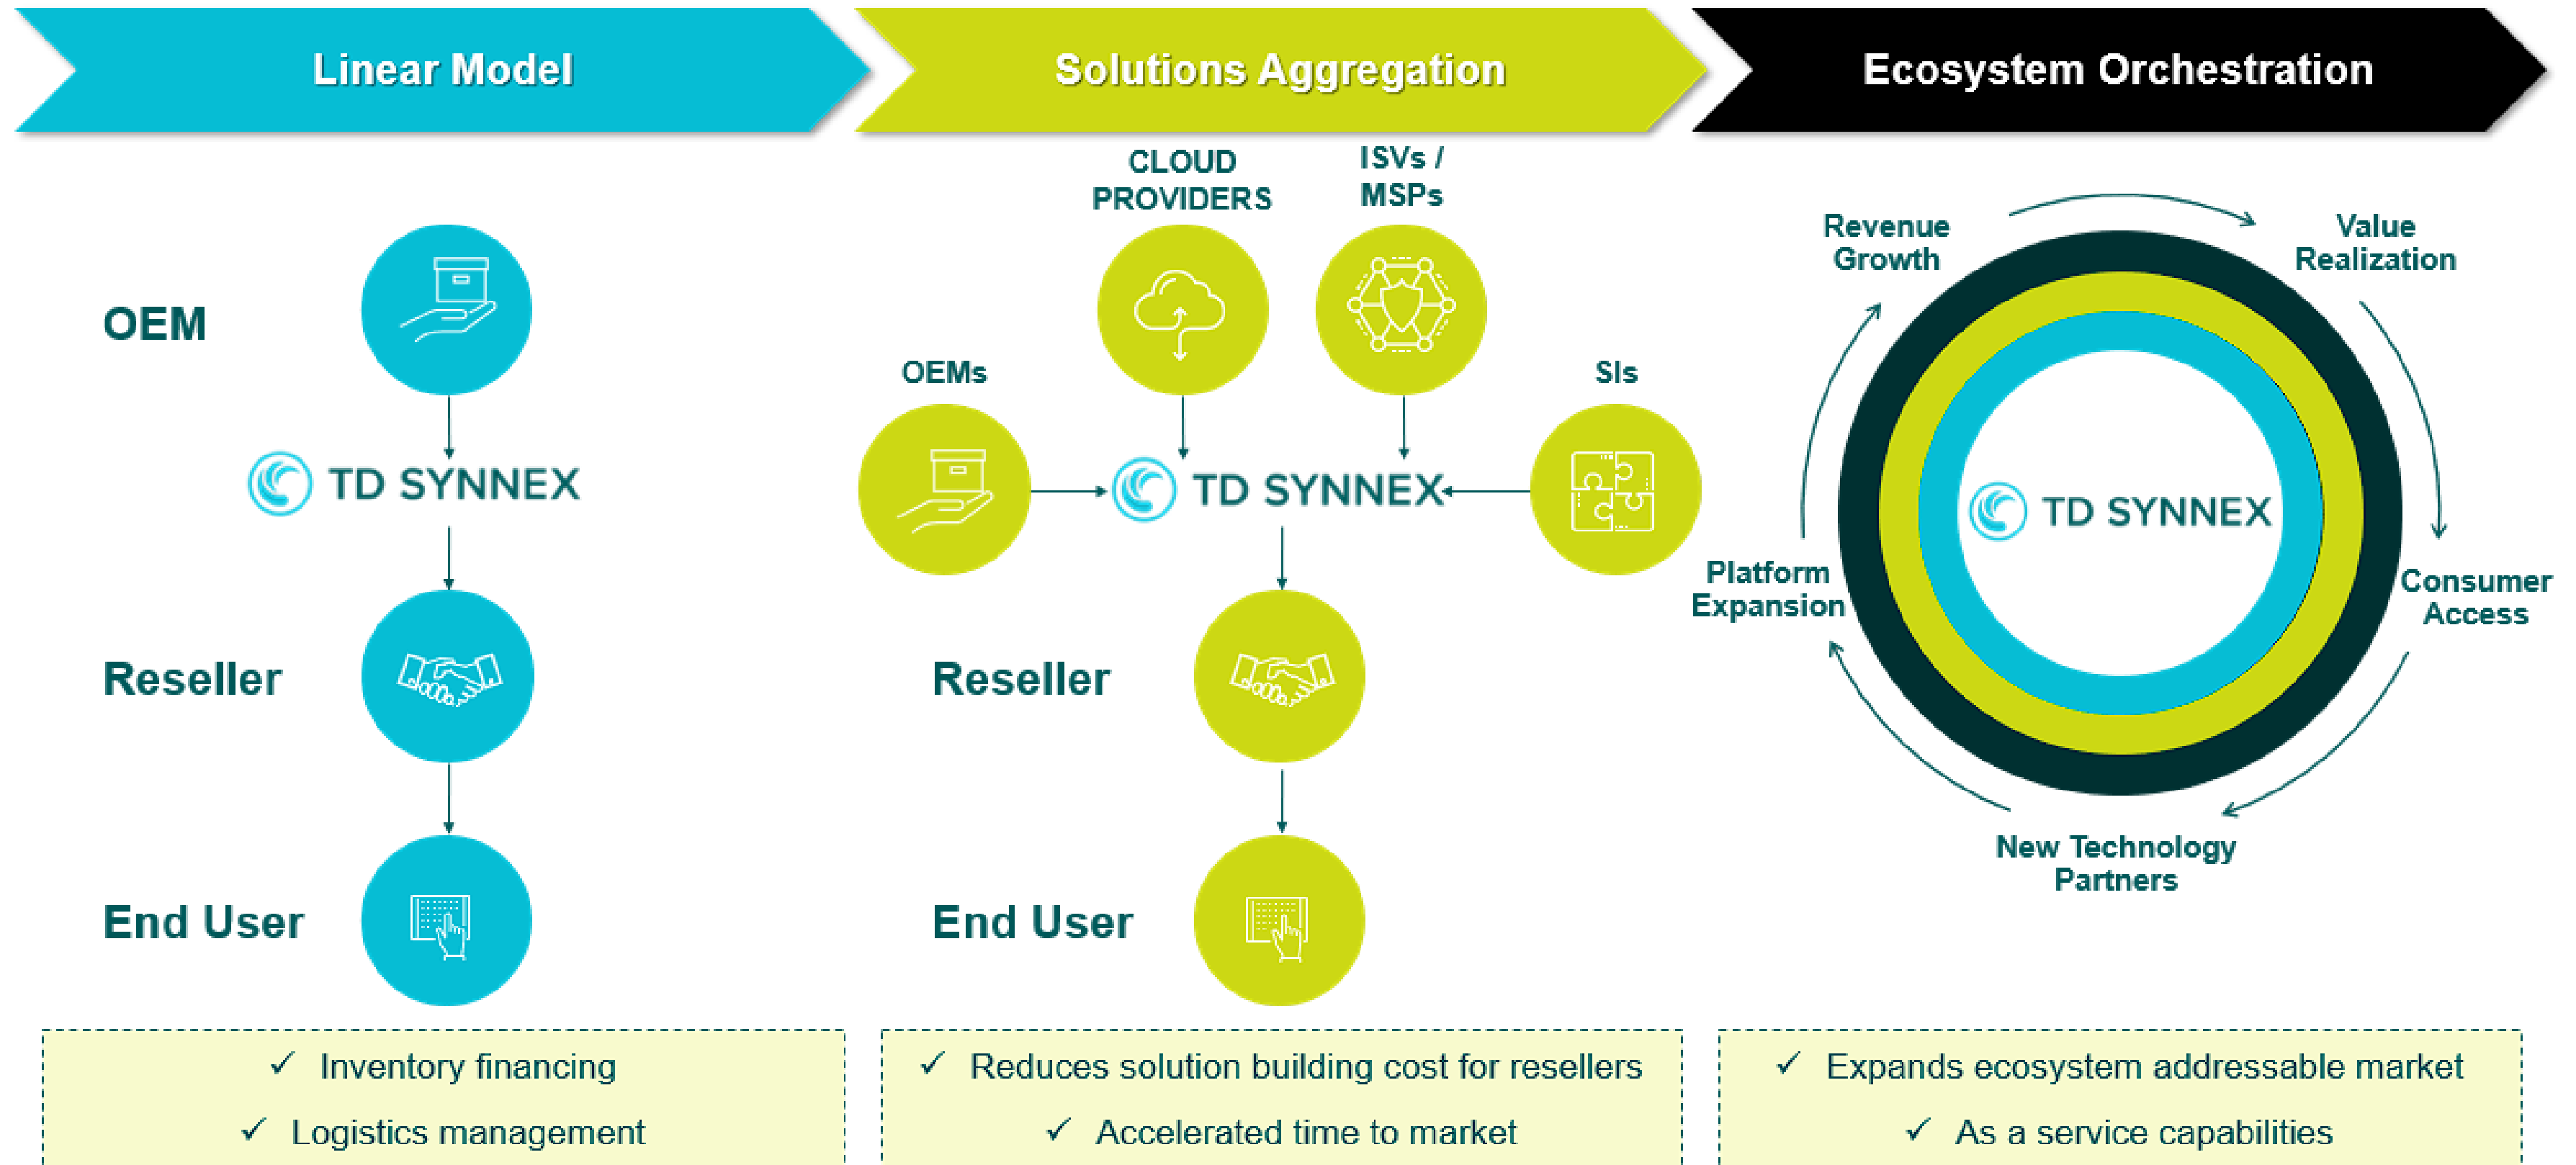 Linear Model
Solutions Aggregation
Ecosystem Orchestration
OEM
TD SYNNEX
Reseller
End User
CLOUD
PROVIDERS
ISVs /
MSPs
OEMs
SIs
TD SYNNEX
Reseller
End User
Revenue
Growth
Value
Realization
Consumer
Access
New Technology
Partners
Platform
Expansion
TD SYNNEX
✓ Inventory financing
✓ Logistics management
✓ Reduces solution building cost for resellers
✓ Accelerated time to market
✓ Expands ecosystem addressable market
✓ As a service capabilities